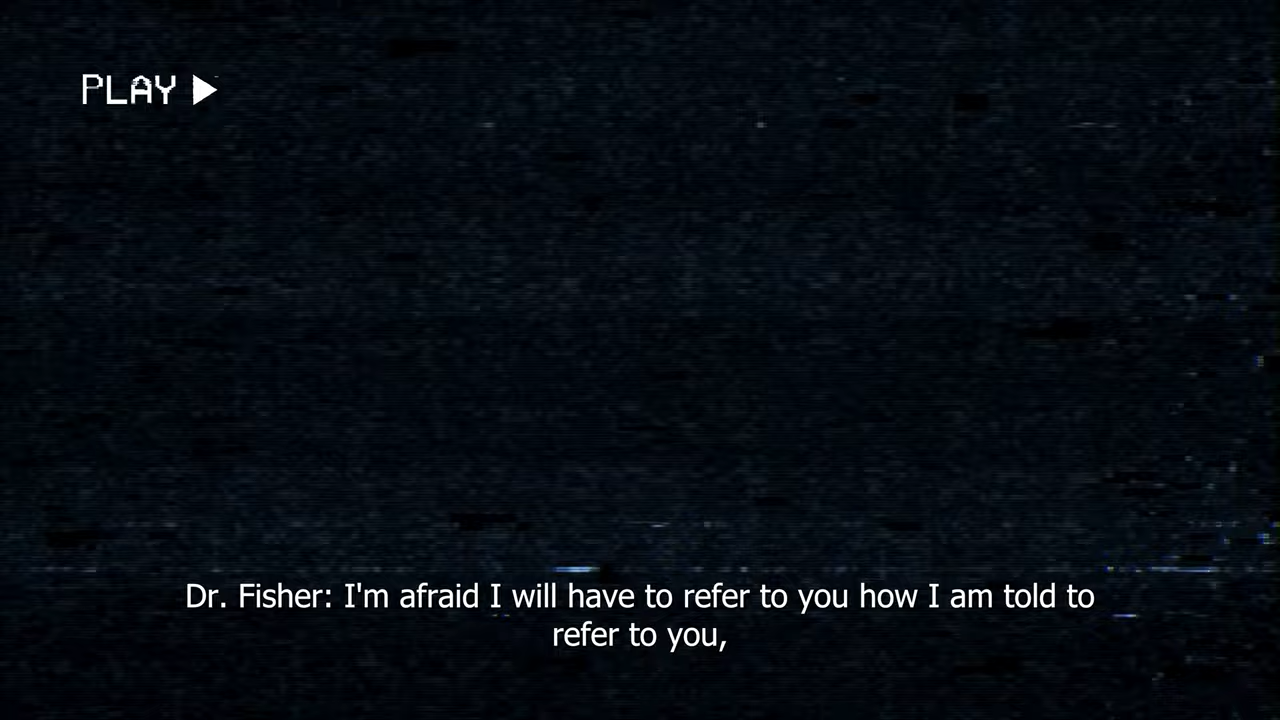 PLAY
Dr. Fisher: I'm afraid I will have to refer to you how I am told to
refer to you,